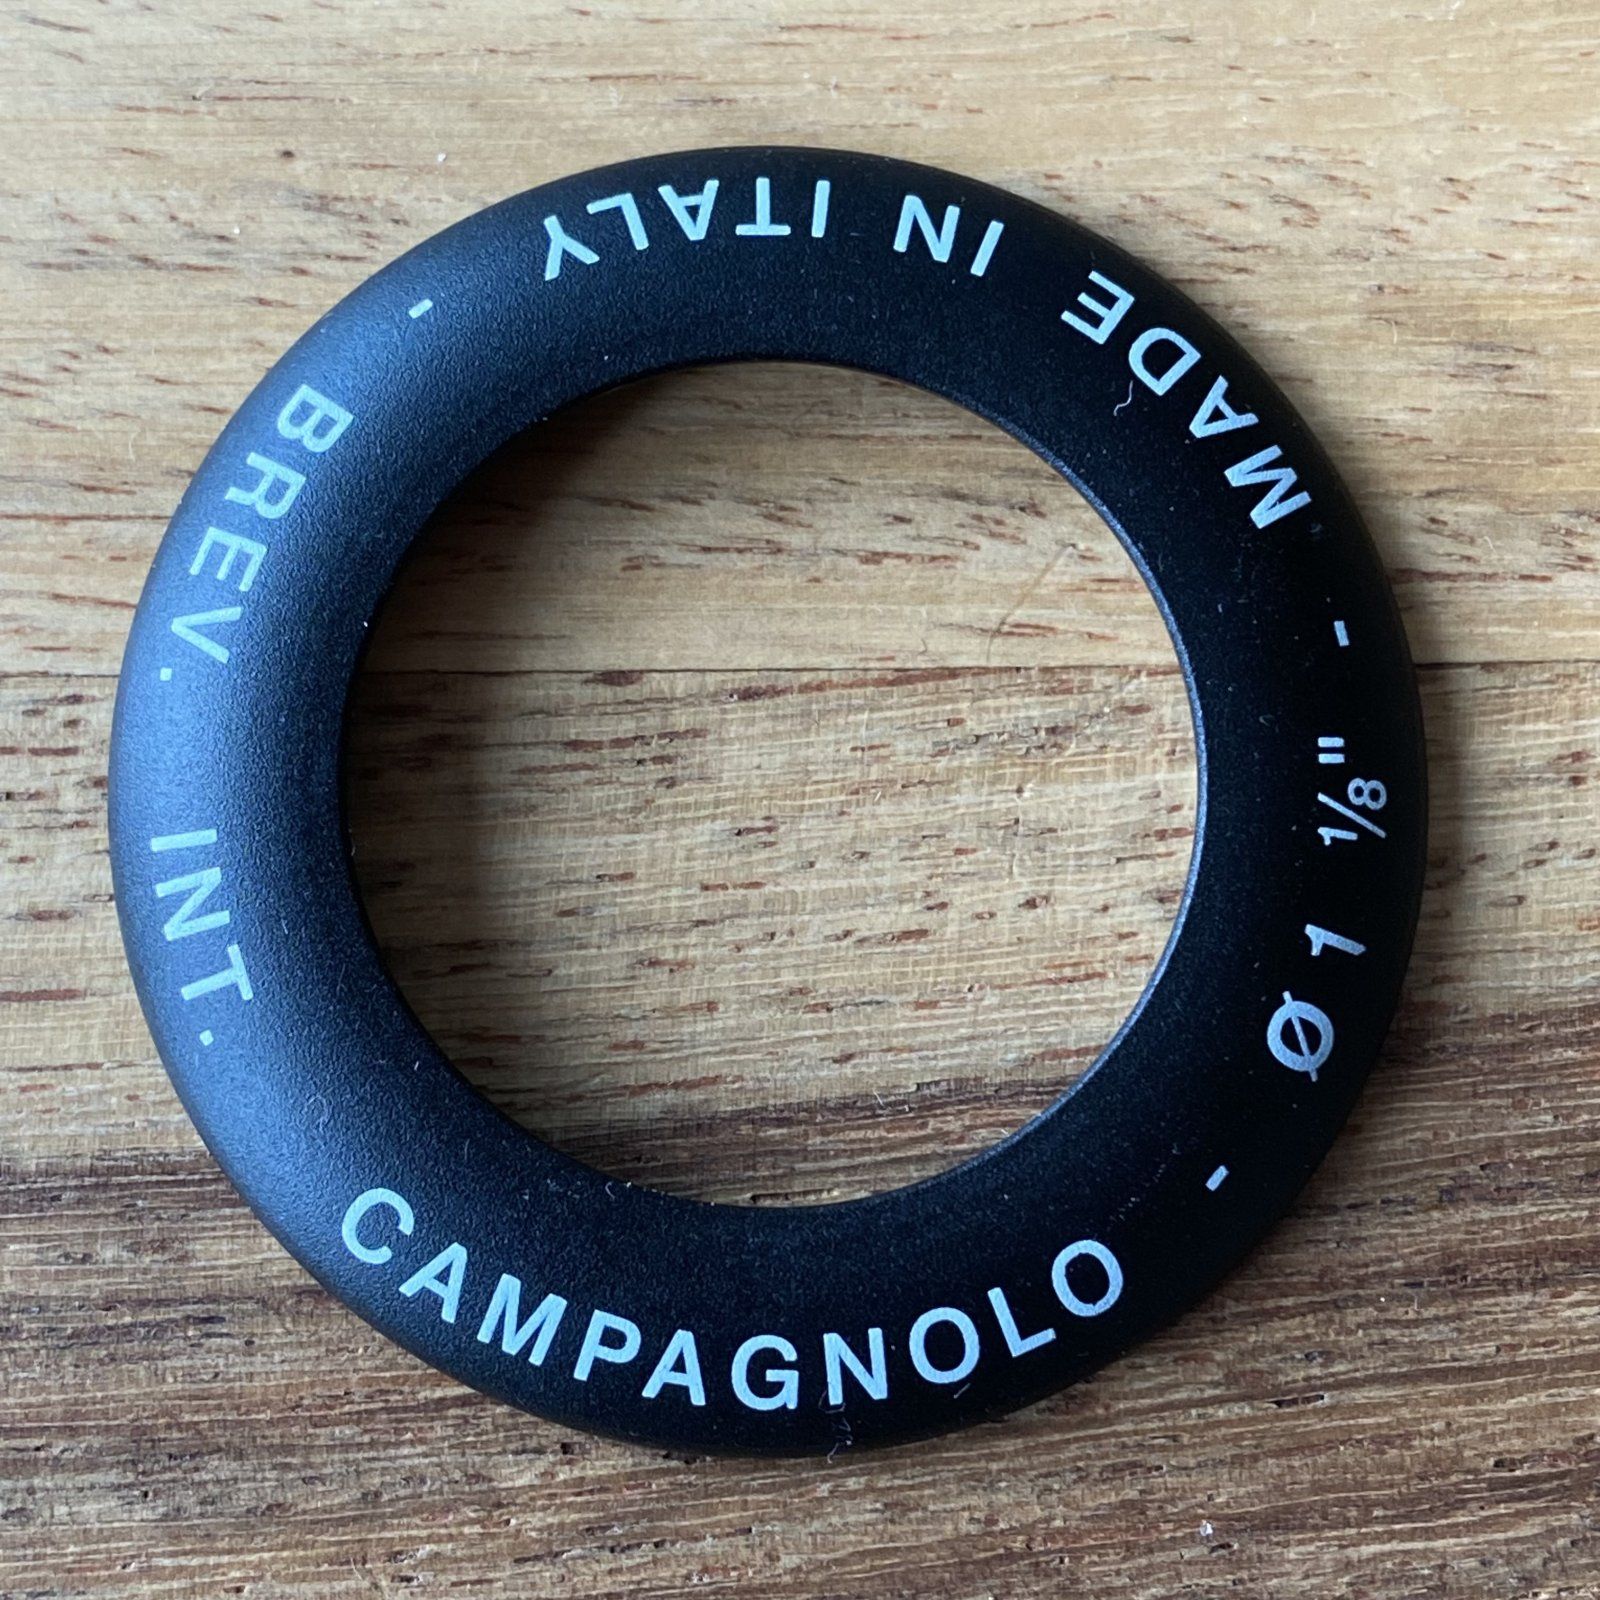 BREV. INT. CAMPAGNOLO - Ø 1 1/8" - MADE IN ITALY -